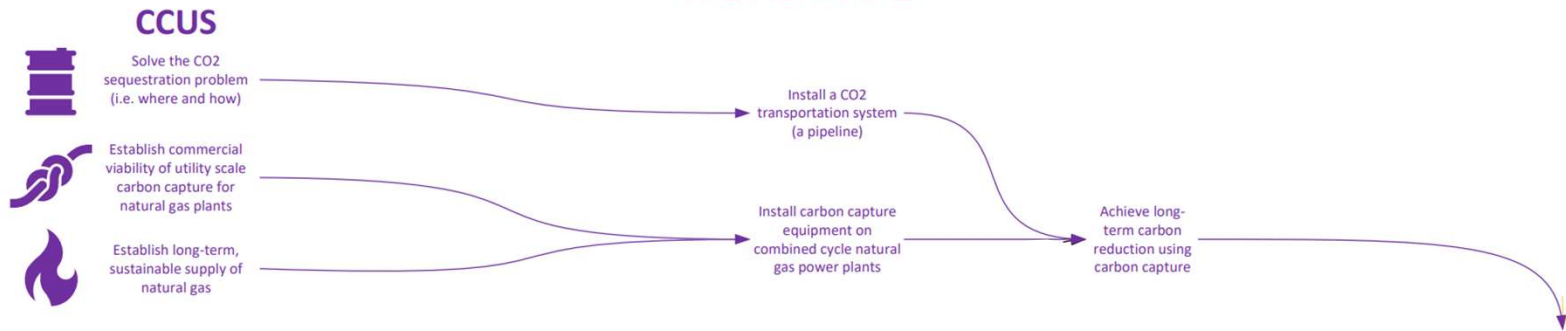 CCUS
Solve the CO2
sequestration problem
(i.e. where and how)
Establish commercial
viability of utility scale
carbon capture for
natural gas plants
Establish long-term,
sustainable supply of
natural gas
Install a CO2
transportation system
(a pipeline)
Install carbon capture
equipment on
combined cycle natural
gas power plants
Achieve long-
term carbon
reduction using
carbon capture